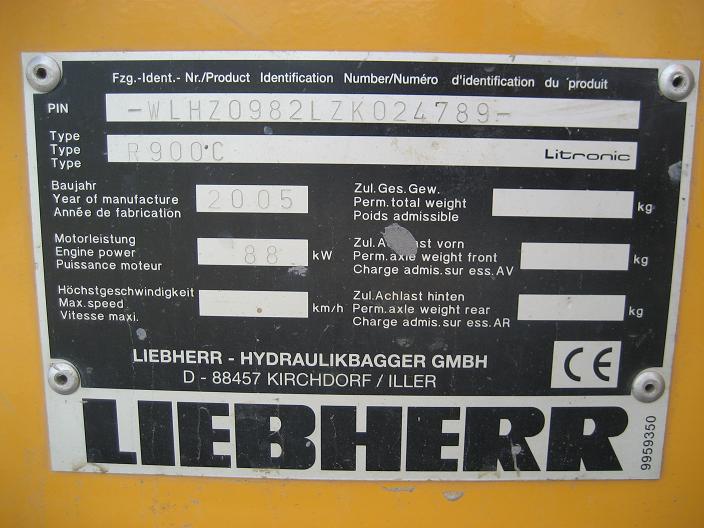 Fzg.-Ident.- Nr./Product Identification Number/Numéro d'identification du produit
PIN -WLHZ0982LZK024789-
Type
Type R900C Litronic
Type
Baujahr
Year of manufacture 2005
Année de fabrication
Motorleistung
Engine power 88 kW
Puissance moteur
Höchstgeschwindigkeit
Max.speed km/h
Vitesse maxi.
Zul.Ges.Gew.
Perm.total weight kg
Poids admissible
Zul. vorn
Perm.axle weight front kg
Charge admis.sur ess.AV
Zul.Achlast hinten
Perm.axle weight rear kg
Charge admis.sur ess.AR
LIEBHERR - HYDRAULIKBAGGER GMBH
D - 88457 KIRCHDORF / ILLER
CE
LIEBHERR
9959350